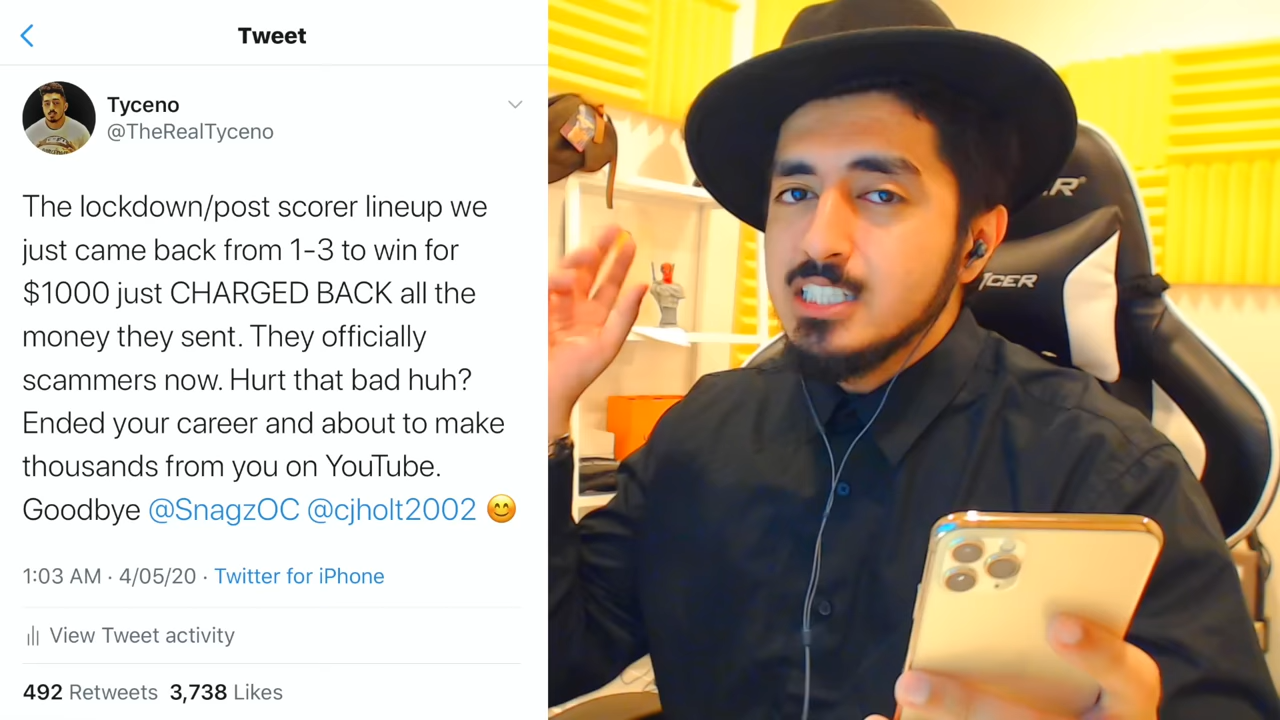 Tweet
Tyceno
@TheRealTyceno
The lockdown/post scorer lineup we
just came back from 1-3 to win for
$1000 just CHARGED BACK all the
money they sent. They officially
scammers now. Hurt that bad huh?
Ended your career and about to make
thousands from you on YouTube.
Goodbye @SnagzOC @cjholt2002 😊
1:03 AM · 4/05/20 · Twitter for iPhone
View Tweet activity
492 Retweets 3,738 Likes